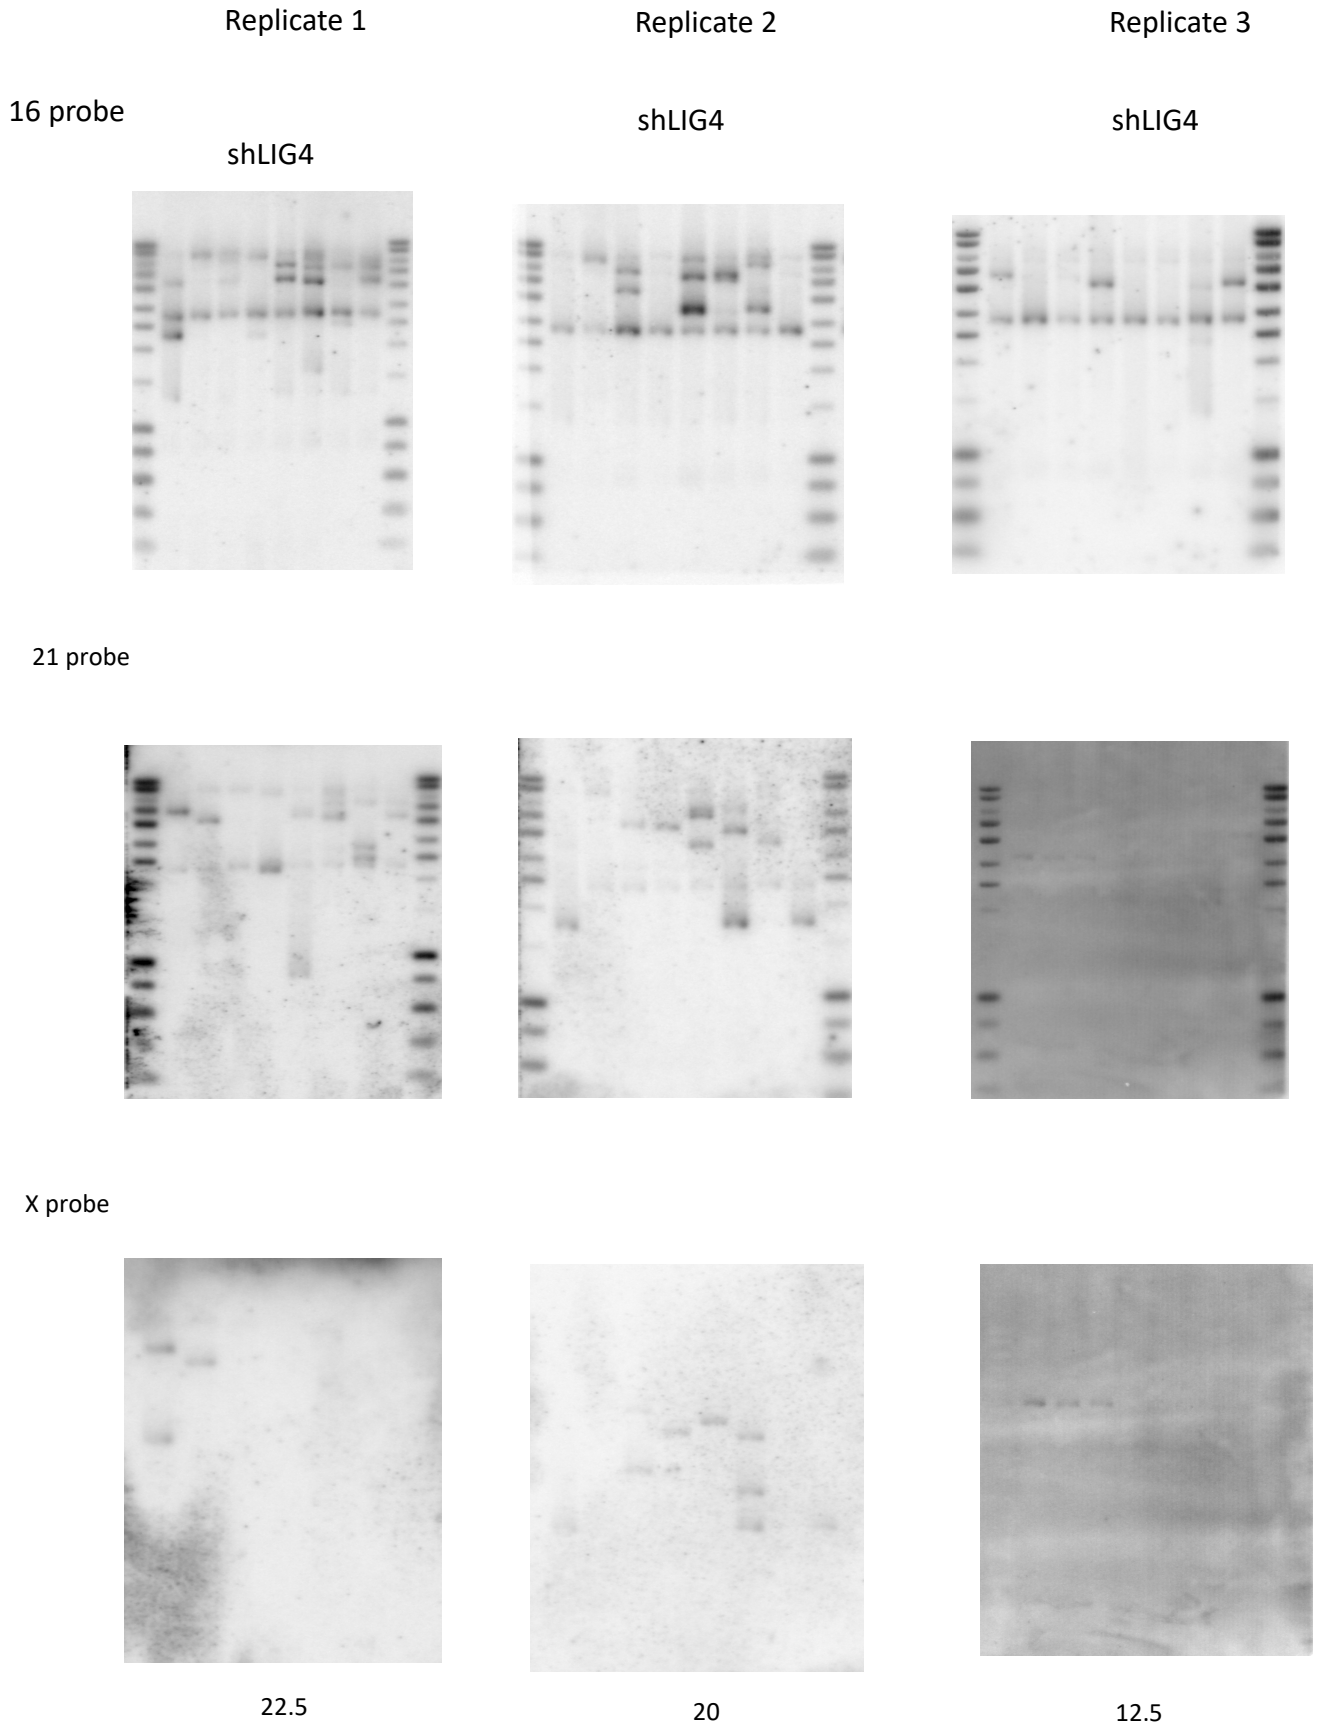 Replicate 1
Replicate 2
Replicate 3
16 probe
shLIG4
shLIG4
shLIG4
21 probe
X probe
22.5
20
12.5